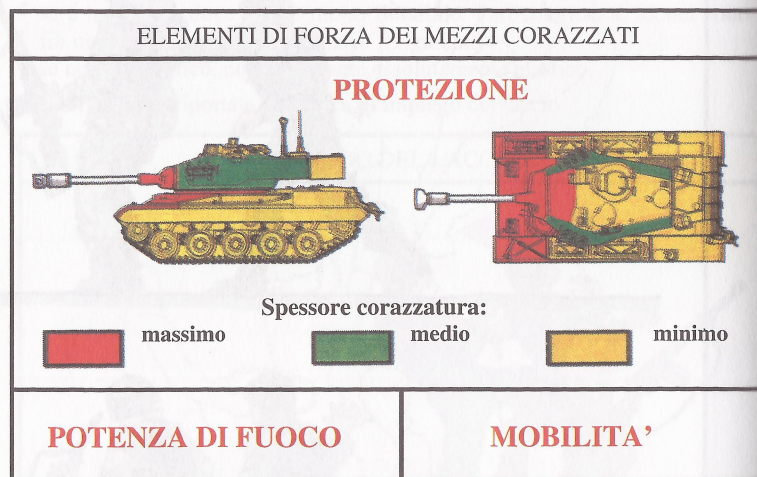 ELEMENTI DI FORZA DEI MEZZI CORAZZATI
PROTEZIONE
Spessore corazzatura:
massimo medio minimo
POTENZA DI FUOCO MOBILITA’